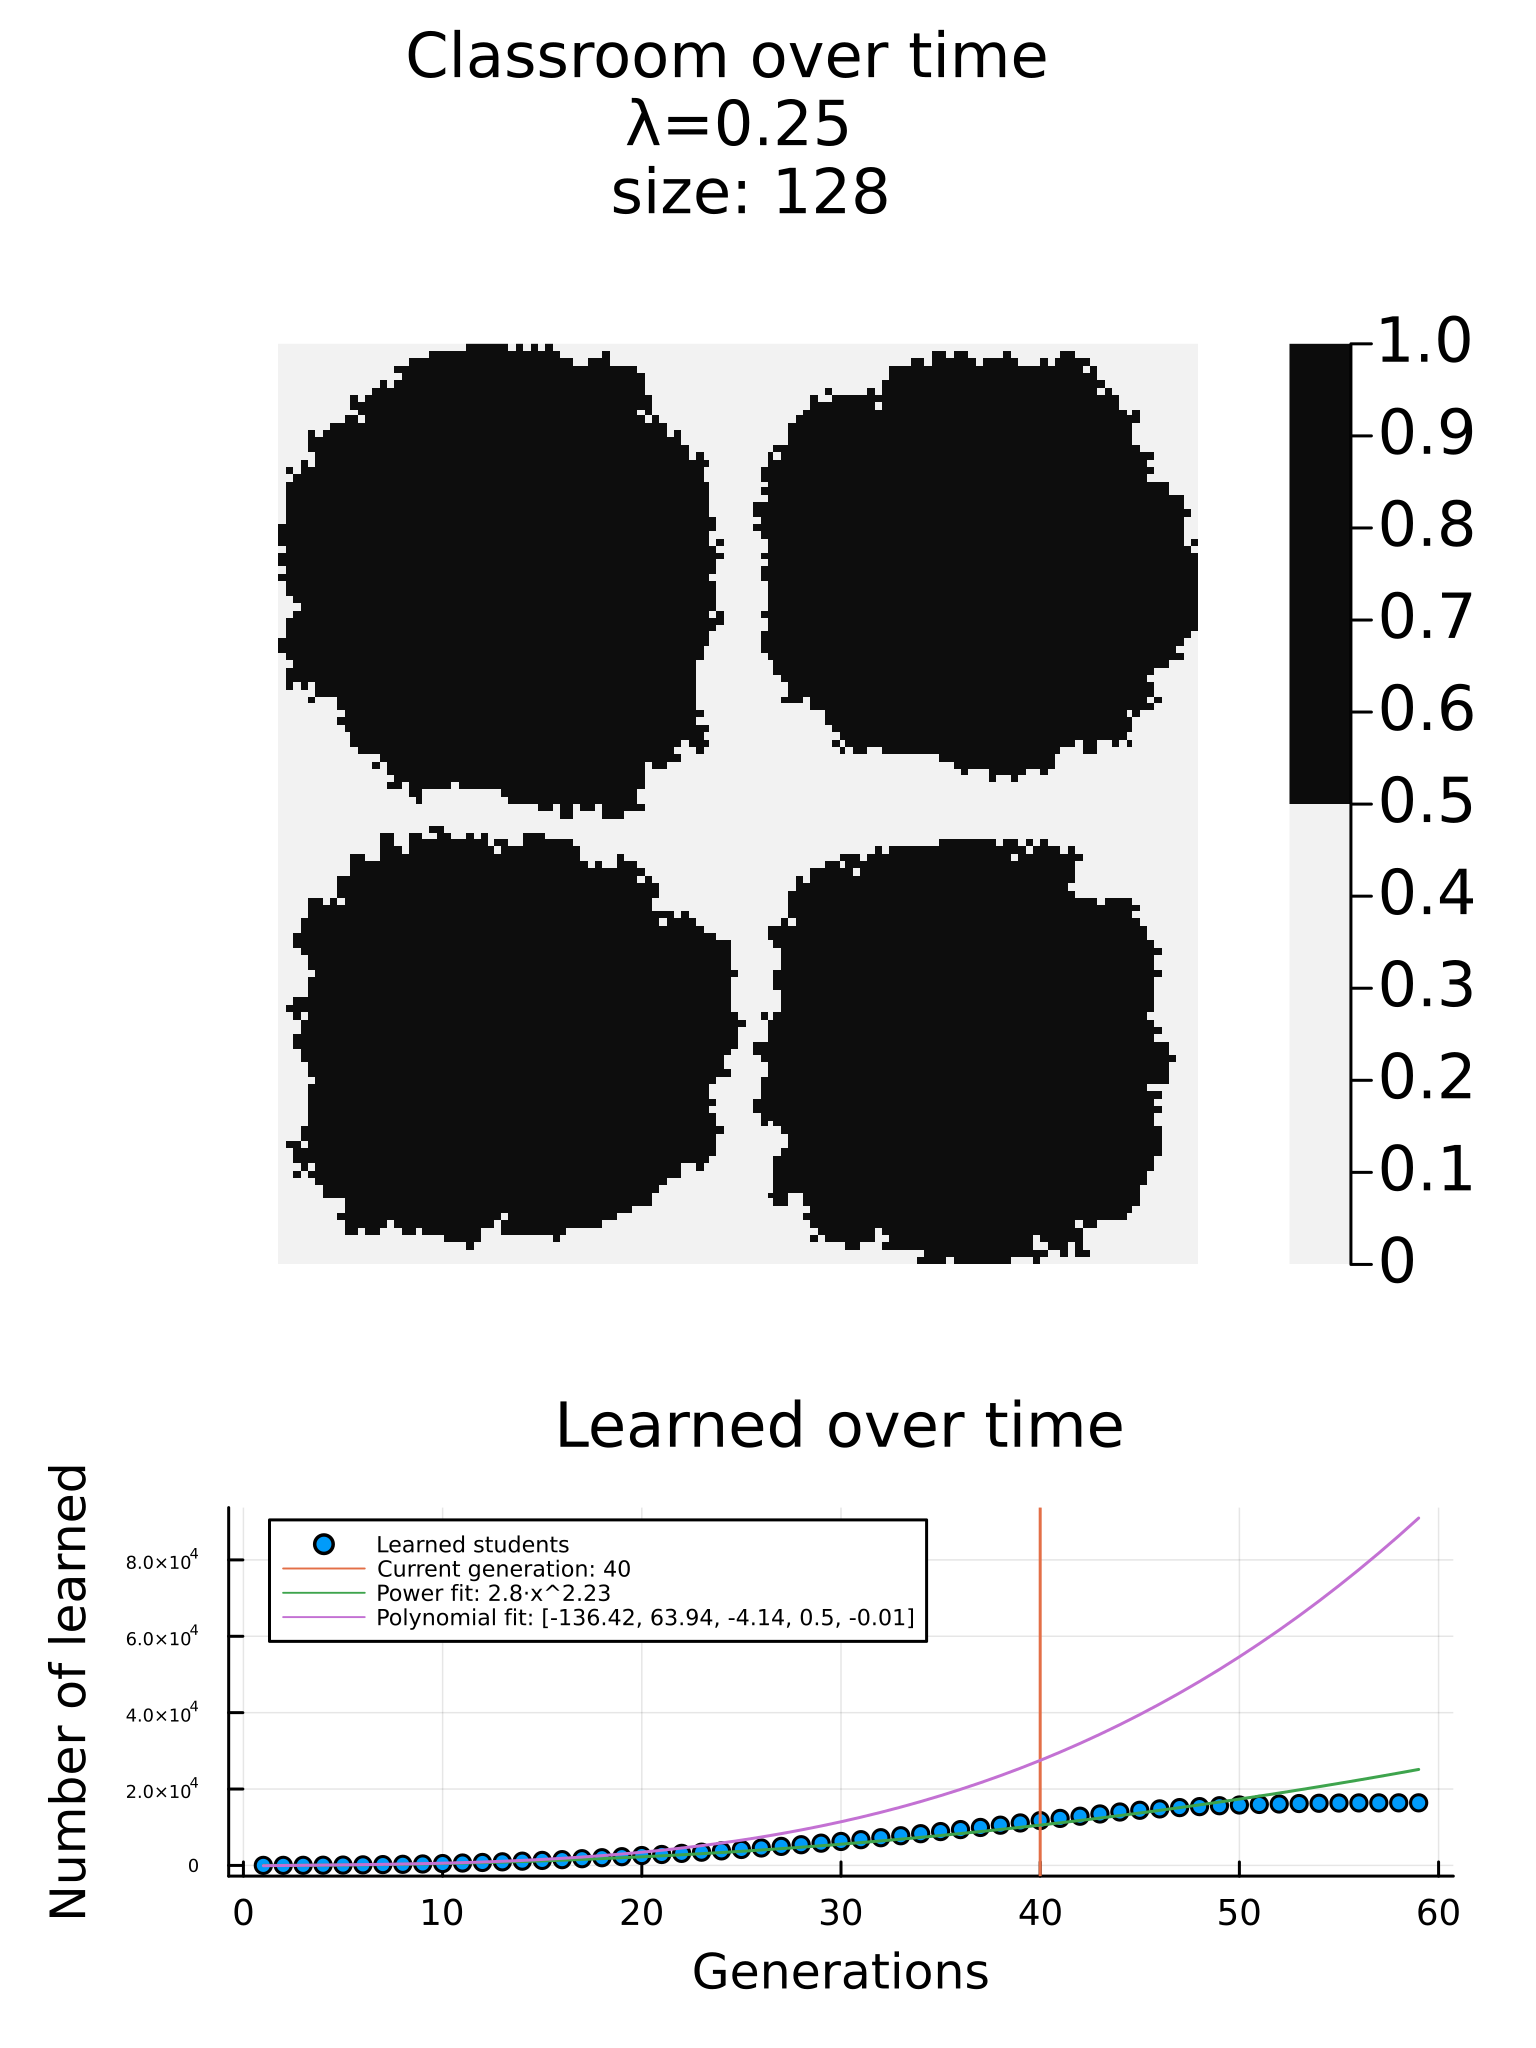 Classroom over time
λ=0.25
size: 128
1.0
0.9
0.8
0.7
0.6
0.5
0.4
0.3
0.2
0.1
0
Learned over time
Number of learned
8.0×10⁴
6.0×10⁴
4.0×10⁴
2.0×10⁴
0
Learned students
Current generation: 40
Power fit: 2.8·x^2.23
Polynomial fit: [-136.42, 63.94, -4.14, 0.5, -0.01]
0 10 20 30 40 50 60
Generations